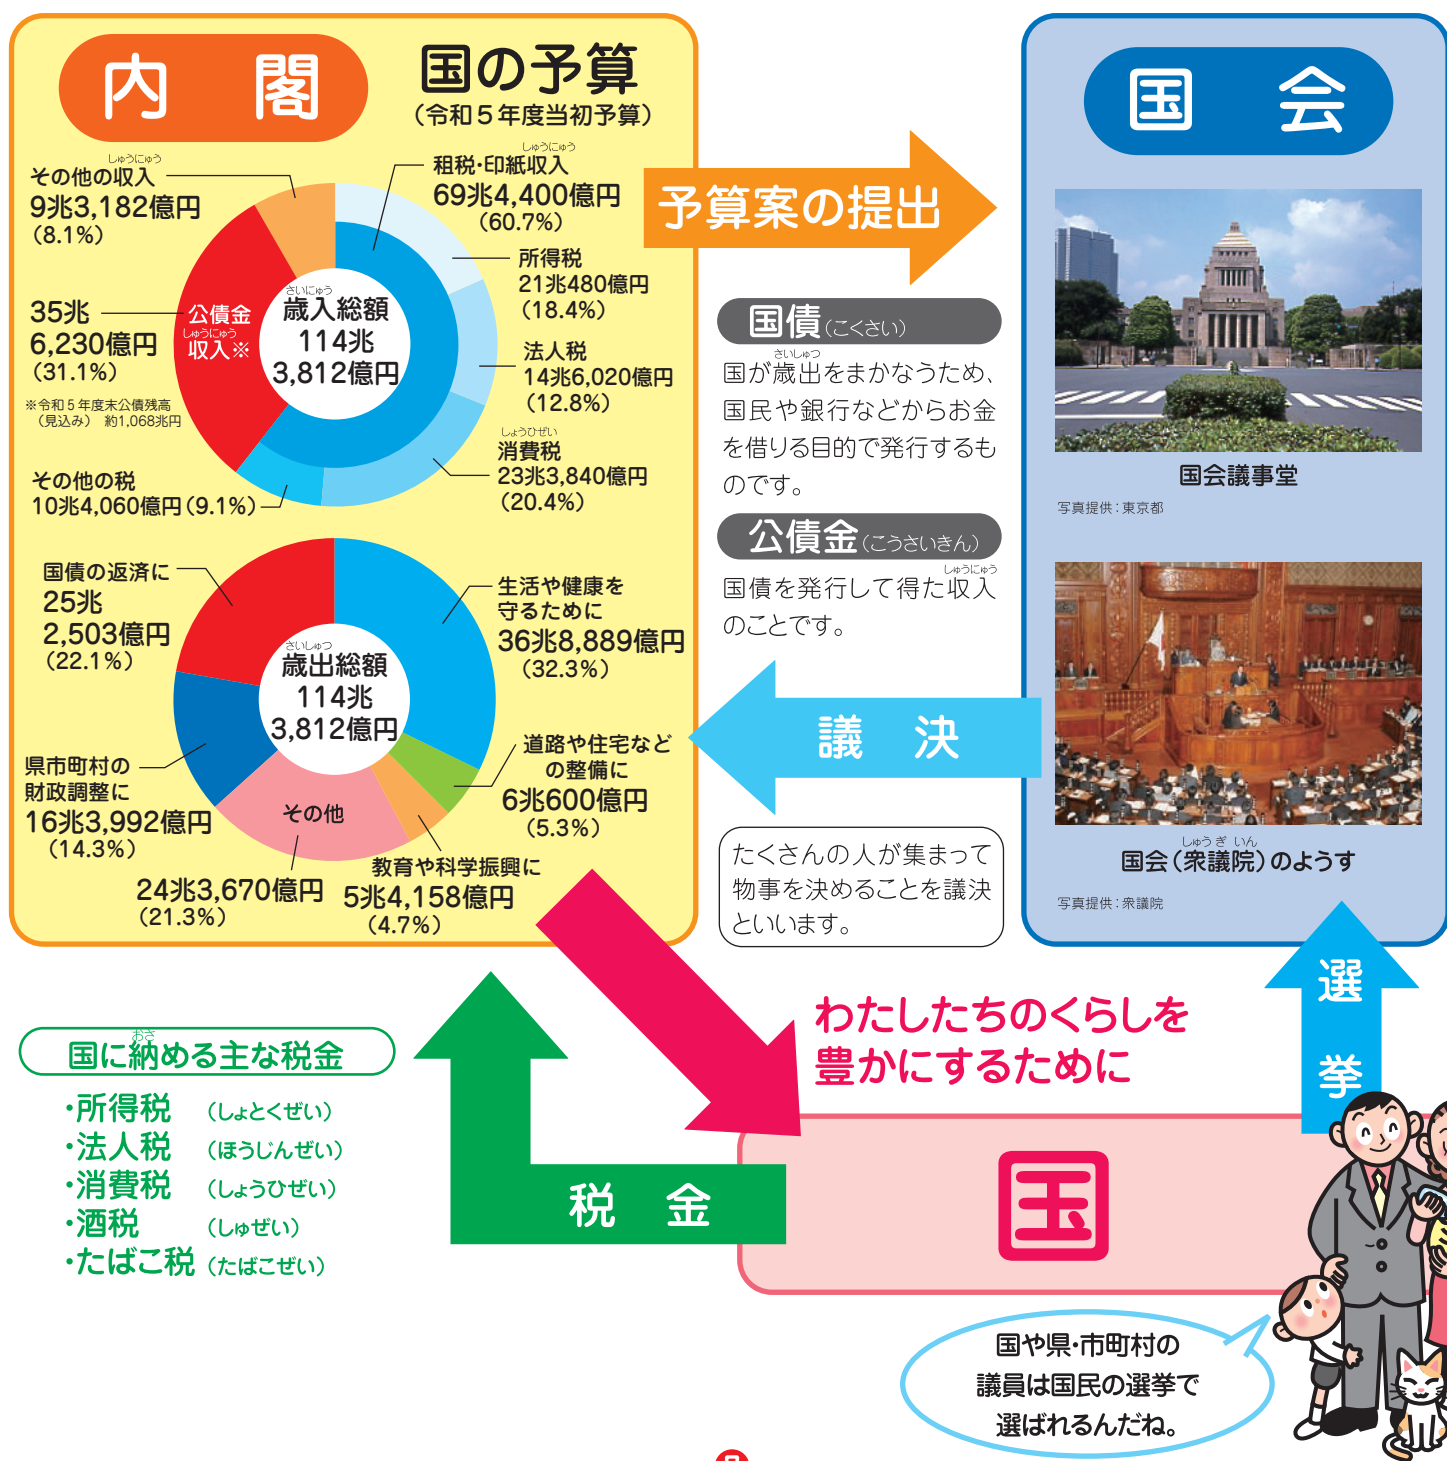 内 閣
国の予算
（令和5年度当初予算）
しゅうにゅう
その他の収入
9兆3,182億円
（8.1%）
しゅうにゅう
租税・印紙収入
69兆4,400億円
（60.7%）
所得税
21兆480億円
（18.4%）
法人税
14兆6,020億円
（12.8%）
しょうひぜい
消費税
23兆3,840億円
（20.4%）
35兆
6,230億円
（31.1%）
公債金
しゅうにゅう
収入※
※令和5年度末公債残高
（見込み） 約1,068兆円
その他の税
10兆4,060億円（9.1%）
さいにゅう
歳入総額
114兆
3,812億円
国債の返済に
25兆
2,503億円
（22.1%）
生活や健康を
守るために
36兆8,889億円
（32.3%）
さいしゅつ
歳出総額
114兆
3,812億円
道路や住宅など
の整備に
6兆600億円
（5.3%）
県市町村の
財政調整に
16兆3,992億円
（14.3%）
その他
24兆3,670億円
（21.3%）
教育や科学振興に
5兆4,158億円
（4.7%）
予算案の提出
国債（こくさい）
さいしゅつ
国が歳出をまかなうため、
国民や銀行などからお金
を借りる目的で発行するも
のです。
公債金（こうさいきん）
しゅうにゅう
国債を発行して得た収入
のことです。
議 決
たくさんの人が集まって
物事を決めることを議決
といいます。
国 会
国会議事堂
写真提供：東京都
しゅうぎいん
国会（衆議院）のようす
写真提供：衆議院
選挙
わたしたちのくらしを
豊かにするために
税 金
国
おさ
国に納める主な税金
・所得税 （しょとくぜい）
・法人税 （ほうじんぜい）
・消費税 （しょうひぜい）
・酒税 （しゅぜい）
・たばこ税 （たばこぜい）
国や県・市町村の
議員は国民の選挙で
選ばれるんだね。